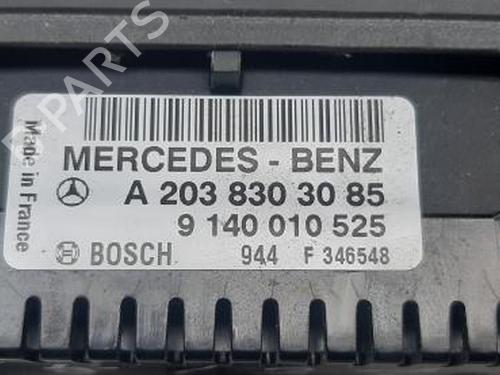 B-PARTS
Made in France
MERCEDES - BENZ
A 203 830 30 85
9 140 010 525
BOSCH 944 F 346548